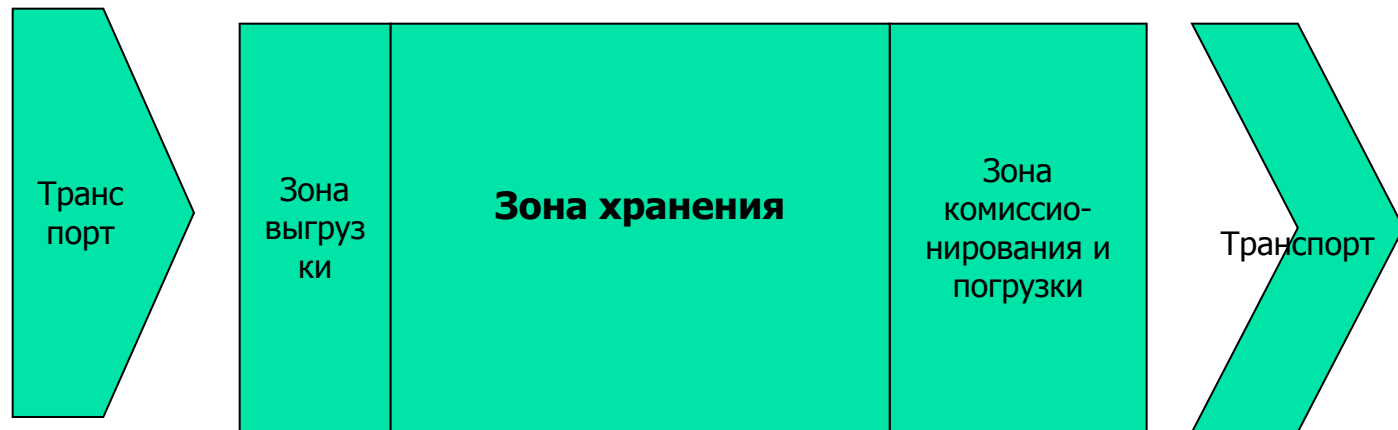 Транс
порт
Зона
выгруз
ки
Зона хранения
Зона
комиссио-
нирования и
погрузки
Транспорт